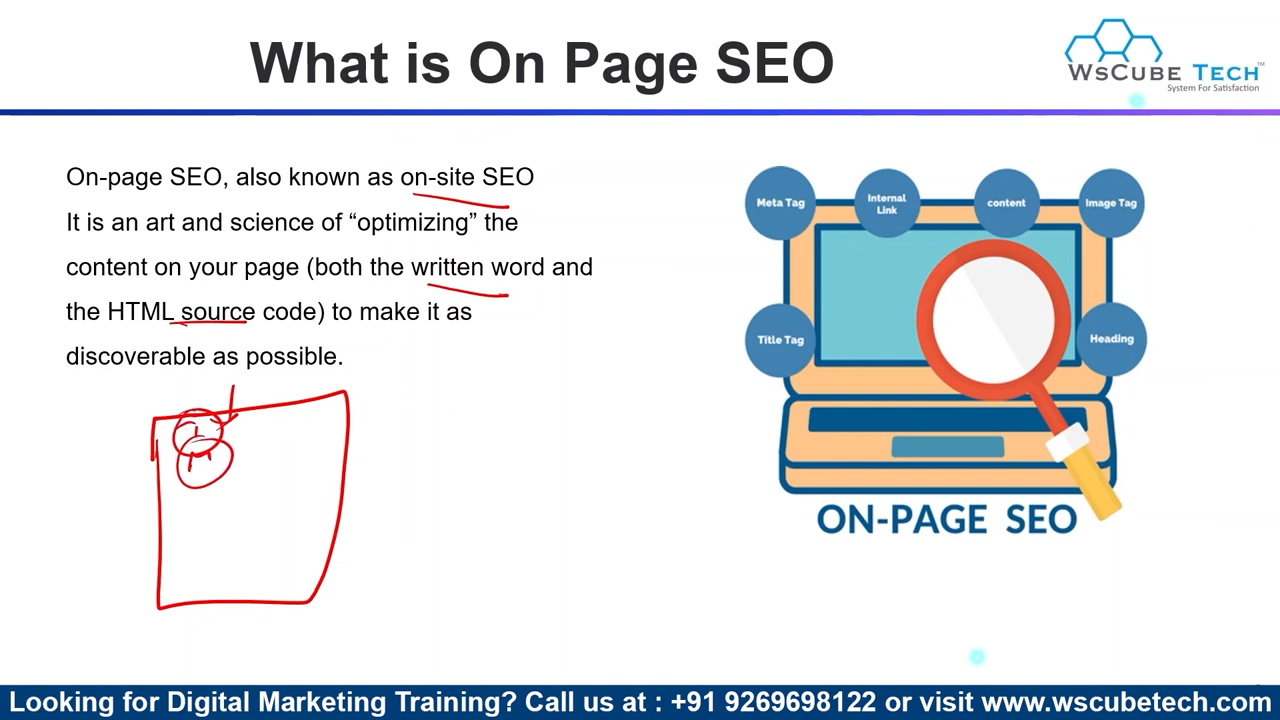 What is On Page SEO
WsCube Tech™
System For Satisfaction
On-page SEO, also known as on-site SEO
It is an art and science of “optimizing” the
content on your page (both the written word and
the HTML source code) to make it as
discoverable as possible.
Meta Tag
Internal
Link
content
Image Tag
Title Tag
Heading
ON-PAGE SEO
Looking for Digital Marketing Training? Call us at : +91 9269698122 or visit www.wscubetech.com